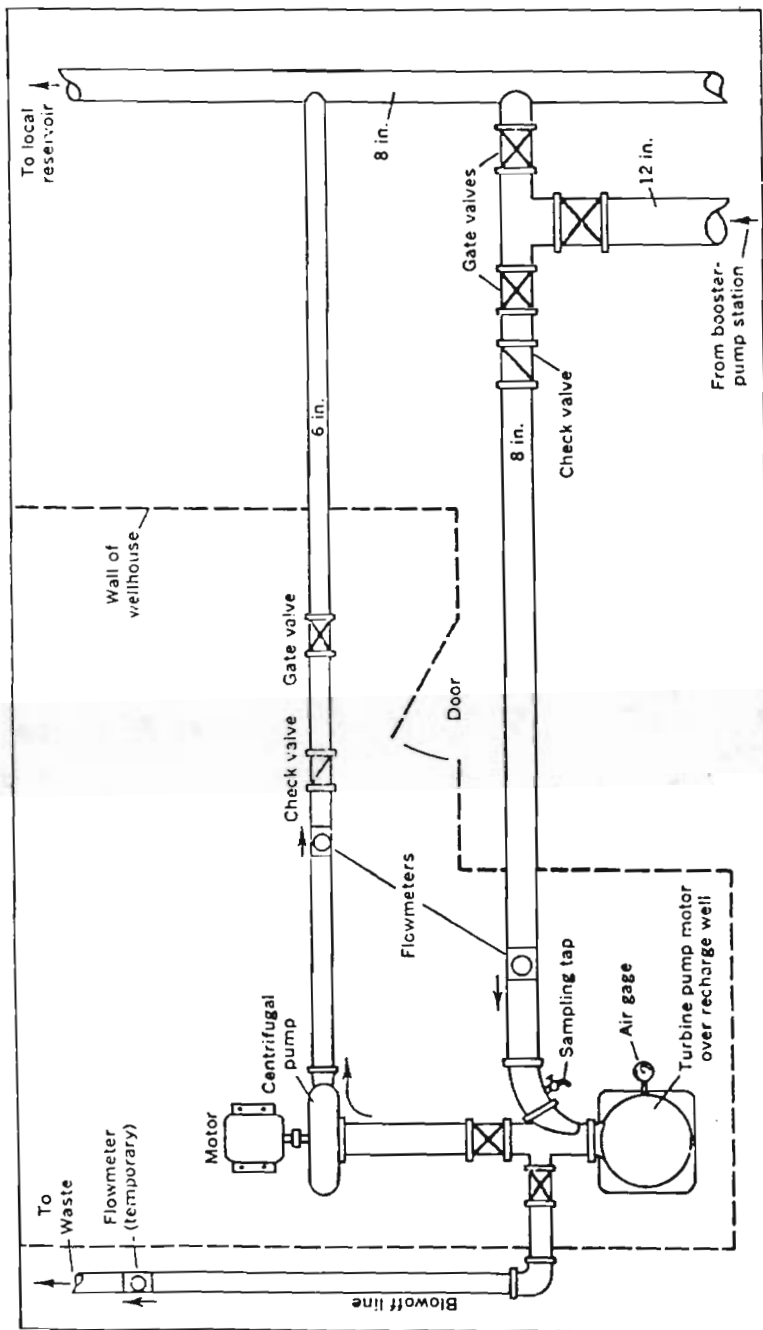 To local
reservoir
8 in.
Gate valves
12 in.
From booster-
pump station
6 in.
8 in.
Check valve
Wall of
wellhouse
Gate valve
Check valve
Door
Flowmeters
Centrifugal
pump
Motor
Sampling tap
Air gage
Turbine pump motor
over recharge well
To
Waste
Flowmeter
(temporary)
Blowoff line